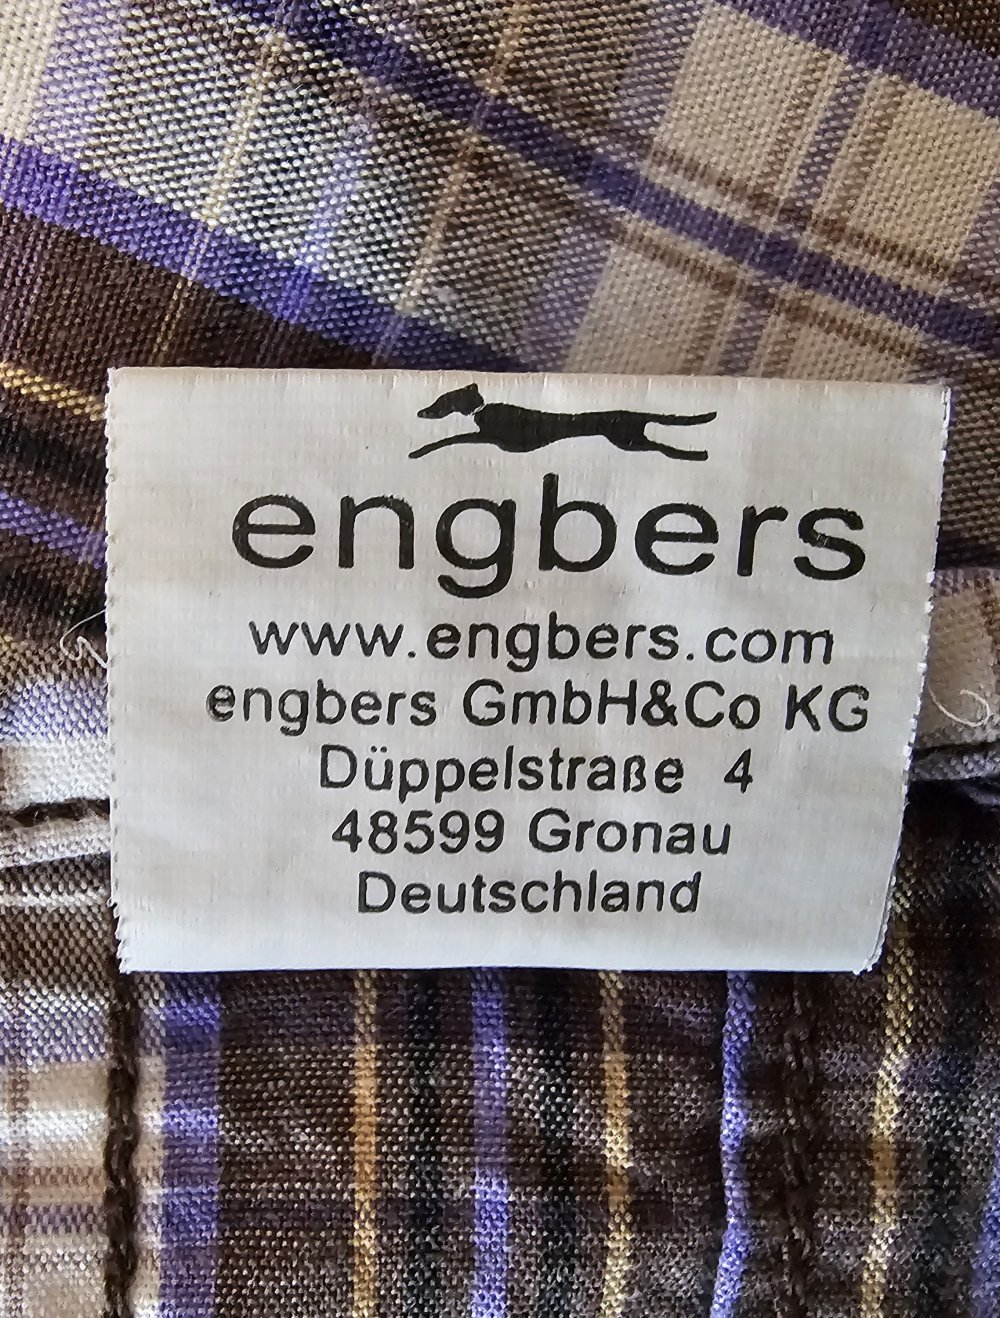 engbers
www.engbers.com
engbers GmbH&Co KG
Düppelstraße 4
48599 Gronau
Deutschland